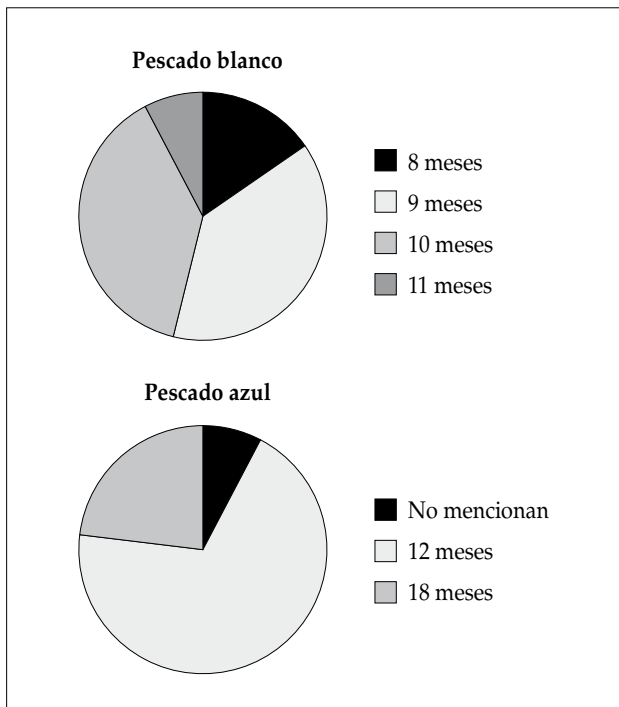 Pescado blanco
8 meses
9 meses
10 meses
11 meses
Pescado azul
No mencionan
12 meses
18 meses